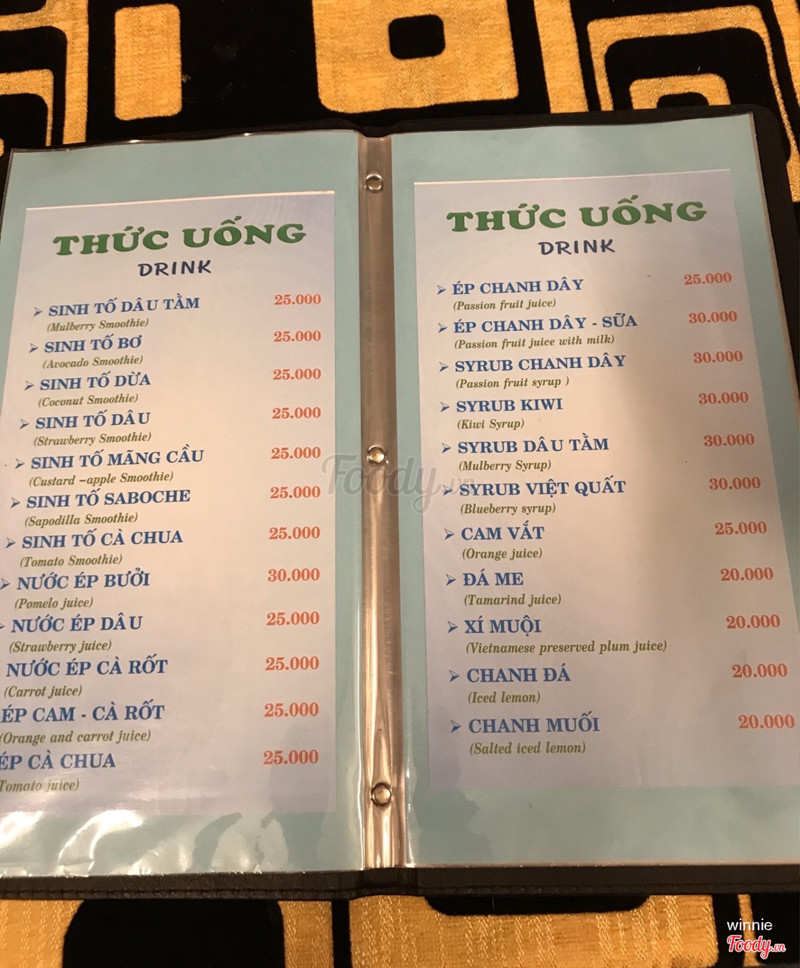 THỨC UỐNG
DRINK
➢ SINH TỐ DÂU TẰM 25.000
(Mulberry Smoothie)
➢ SINH TỐ BƠ 25.000
(Avocado Smoothie)
➢ SINH TỐ DỪA 25.000
(Coconut Smoothie)
➢ SINH TỐ DÂU 25.000
(Strawberry Smoothie)
➢ SINH TỐ MÃNG CẦU 25.000
(Custard –apple Smoothie)
➢ SINH TỐ SABOCHE 25.000
(Sapodilla Smoothie)
➢ SINH TỐ CÀ CHUA 25.000
(Tomato Smoothie)
➢ NƯỚC ÉP BƯỞI 30.000
(Pomelo juice)
➢ NƯỚC ÉP DÂU 25.000
(Strawberry juice)
NƯỚC ÉP CÀ RỐT 25.000
(Carrot juice)
ÉP CAM - CÀ RỐT 25.000
(Orange and carrot juice)
ÉP CÀ CHUA 25.000
(Tomato juice)
THỨC UỐNG
DRINK
➢ ÉP CHANH DÂY 25.000
(Passion fruit juice)
➢ ÉP CHANH DÂY - SỮA 30.000
(Passion fruit juice with milk)
➢ SYRUB CHANH DÂY 30.000
(Passion fruit syrup )
➢ SYRUB KIWI 30.000
(Kiwi Syrup)
➢ SYRUB DÂU TẰM 30.000
(Mulberry Syrup)
➢ SYRUB VIỆT QUẤT 30.000
(Blueberry syrup)
➢ CAM VẮT 25.000
(Orange juice)
➢ ĐÁ ME 20.000
(Tamarind juice)
➢ XÍ MUỘI 20.000
(Vietnamese preserved plum juice)
➢ CHANH ĐÁ 20.000
(Iced lemon)
➢ CHANH MUỐI 20.000
(Salted iced lemon)
Foody.vn
winnie
Foody.vn